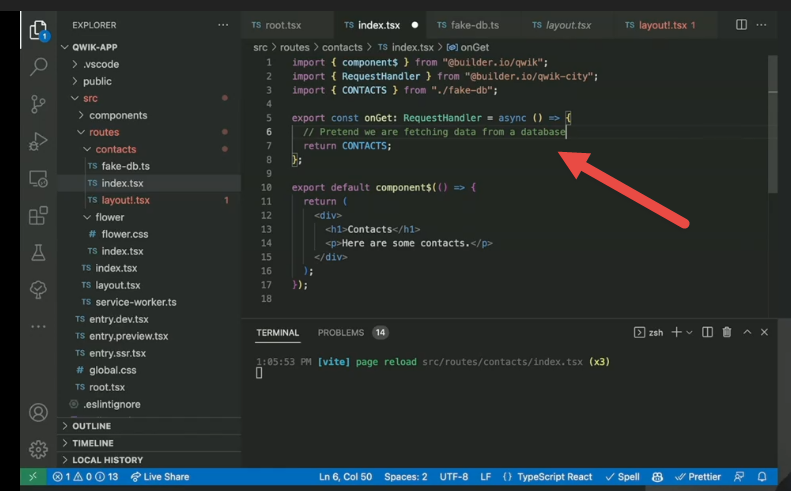 EXPLORER ...
QWIK-APP
.vscode
public
src
components
routes
contacts
TS fake-db.ts
TS index.tsx
TS layout!.tsx 1
flower
# flower.css
TS index.tsx
TS index.tsx
TS layout.tsx
TS service-worker.ts
TS entry.dev.tsx
TS entry.preview.tsx
TS entry.ssr.tsx
# global.css
TS root.tsx
.eslintignore
OUTLINE
TIMELINE
LOCAL HISTORY
1
TS root.tsx TS index.tsx TS fake-db.ts TS layout.tsx TS layout!.tsx 1 ...
src > routes > contacts > TS index.tsx > onGet
1 import { component$ } from "@builder.io/qwik";
2 import { RequestHandler } from "@builder.io/qwik-city";
3 import { CONTACTS } from "./fake-db";
4
5 export const onGet: RequestHandler = async () => {
6 // Pretend we are fetching data from a database
7 return CONTACTS;
8 };
9
10 export default component$(() => {
11 return (
12 <div>
13 <h1>Contacts</h1>
14 <p>Here are some contacts.</p>
15 </div>
16 );
17 });
18
TERMINAL PROBLEMS 14 zsh
1:05:53 PM [vite] page reload src/routes/contacts/index.tsx (x3)
1 0 13 Live Share Ln 6, Col 50 Spaces: 2 UTF-8 LF {} TypeScript React Spell Prettier